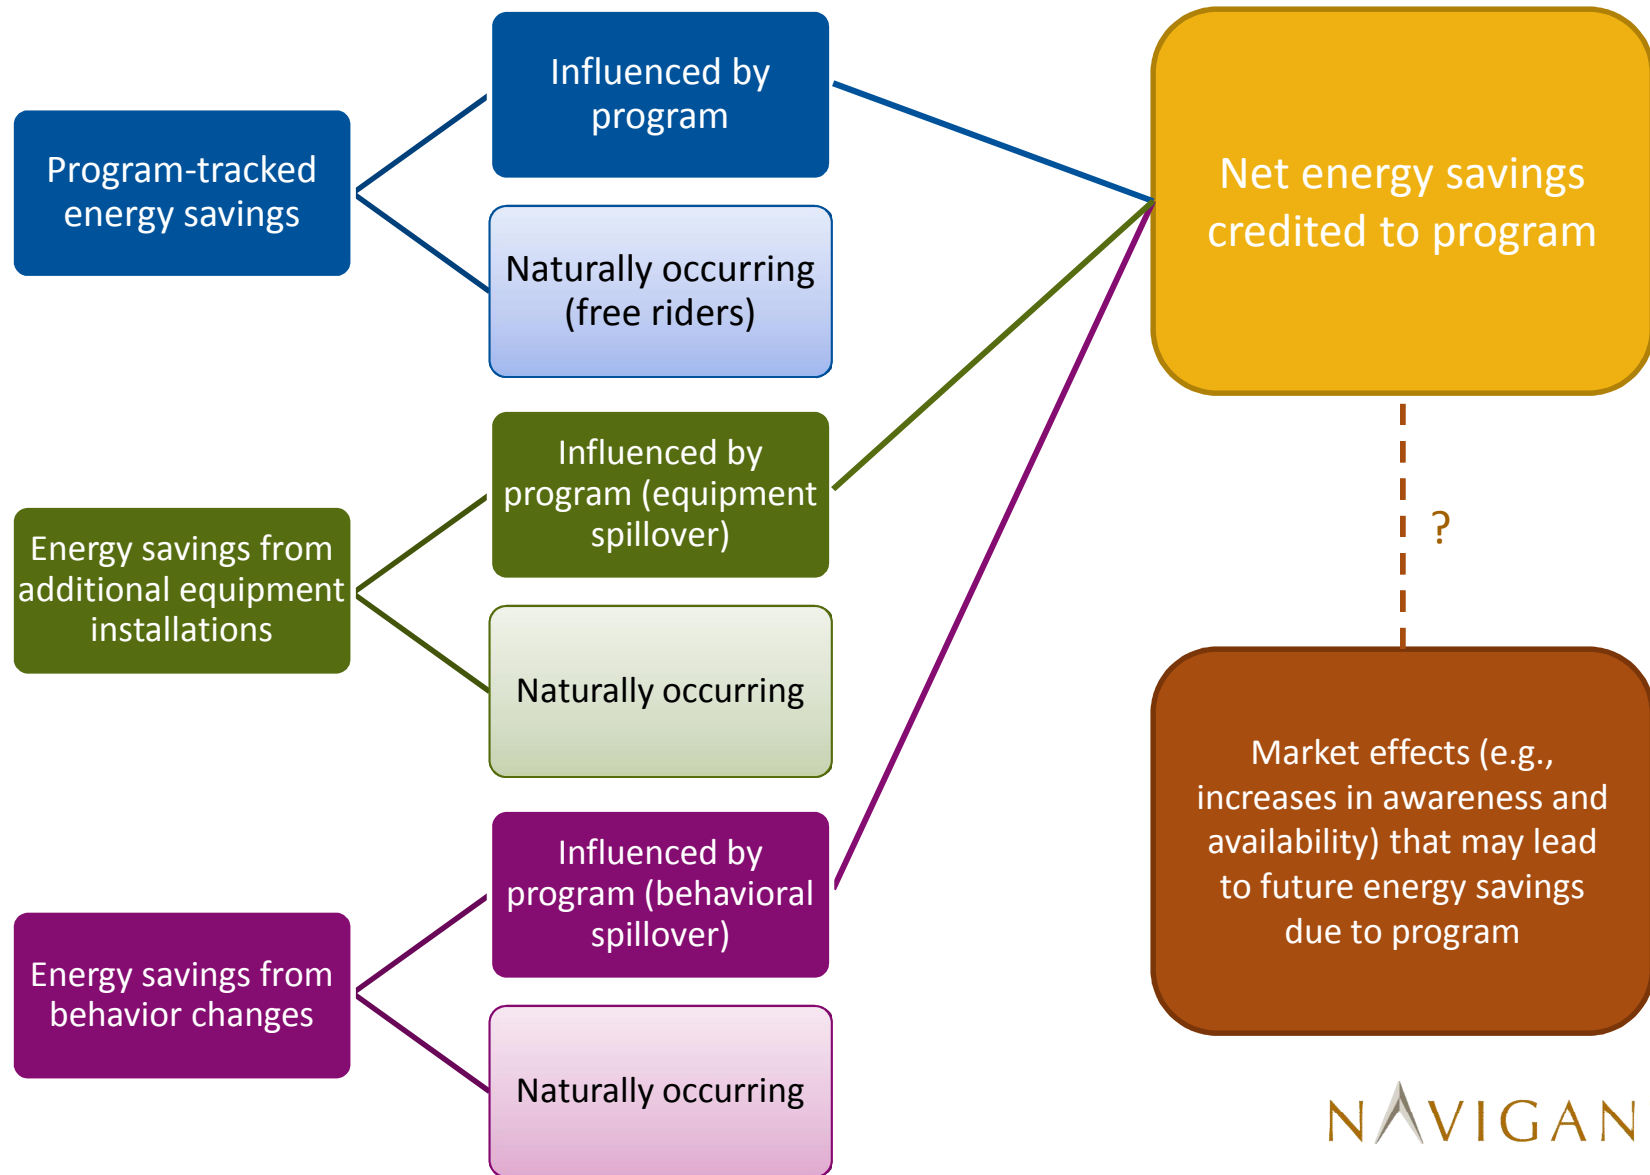 Program-tracked
energy savings
Influenced by
program
Naturally occurring
(free riders)
Energy savings from
additional equipment
installations
Influenced by
program (equipment
spillover)
Naturally occurring
Energy savings from
behavior changes
Influenced by
program (behavioral
spillover)
Naturally occurring
Net energy savings
credited to program
?
Market effects (e.g.,
increases in awareness and
availability) that may lead
to future energy savings
due to program
NAVIGAN